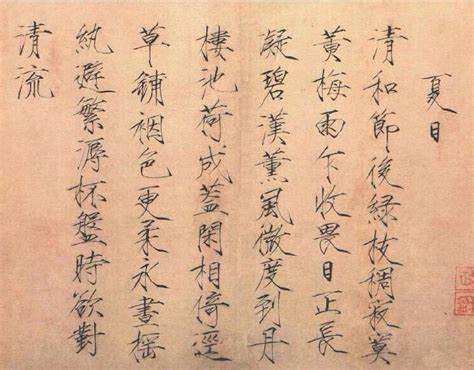 夏日
清和節後綠枝稠寂寞
黃梅雨乍收畏日正長
凝碧漢薰風微度到丹
樓池荷成蓋閑相倚逕
草鋪裀色更柔永晝搖
紈避繁溽杯盤時欲對
清流